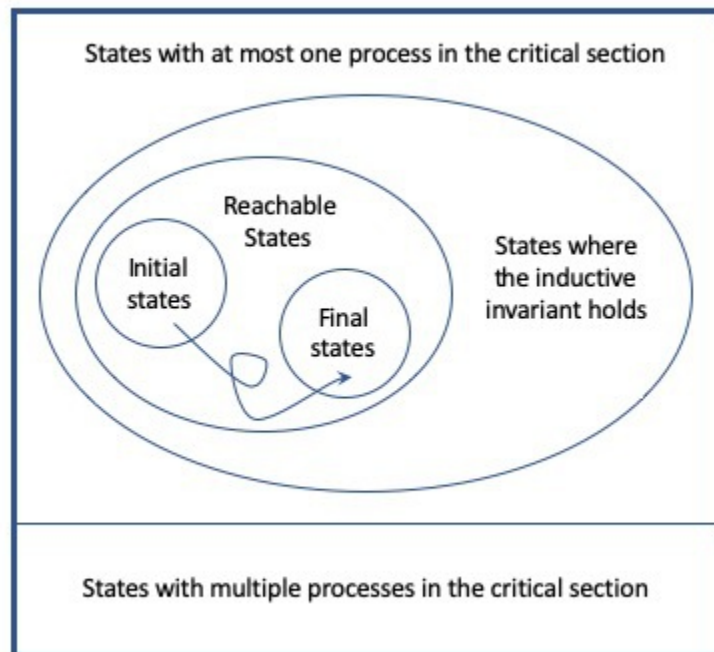 States with at most one process in the critical section
Reachable
States
Initial
states
States where
the inductive
invariant holds
Final
states
States with multiple processes in the critical section